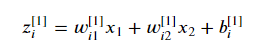 z_i^{[1]} = w_{i1}^{[1]} x_1 + w_{i2}^{[1]} x_2 + b_i^{[1]}